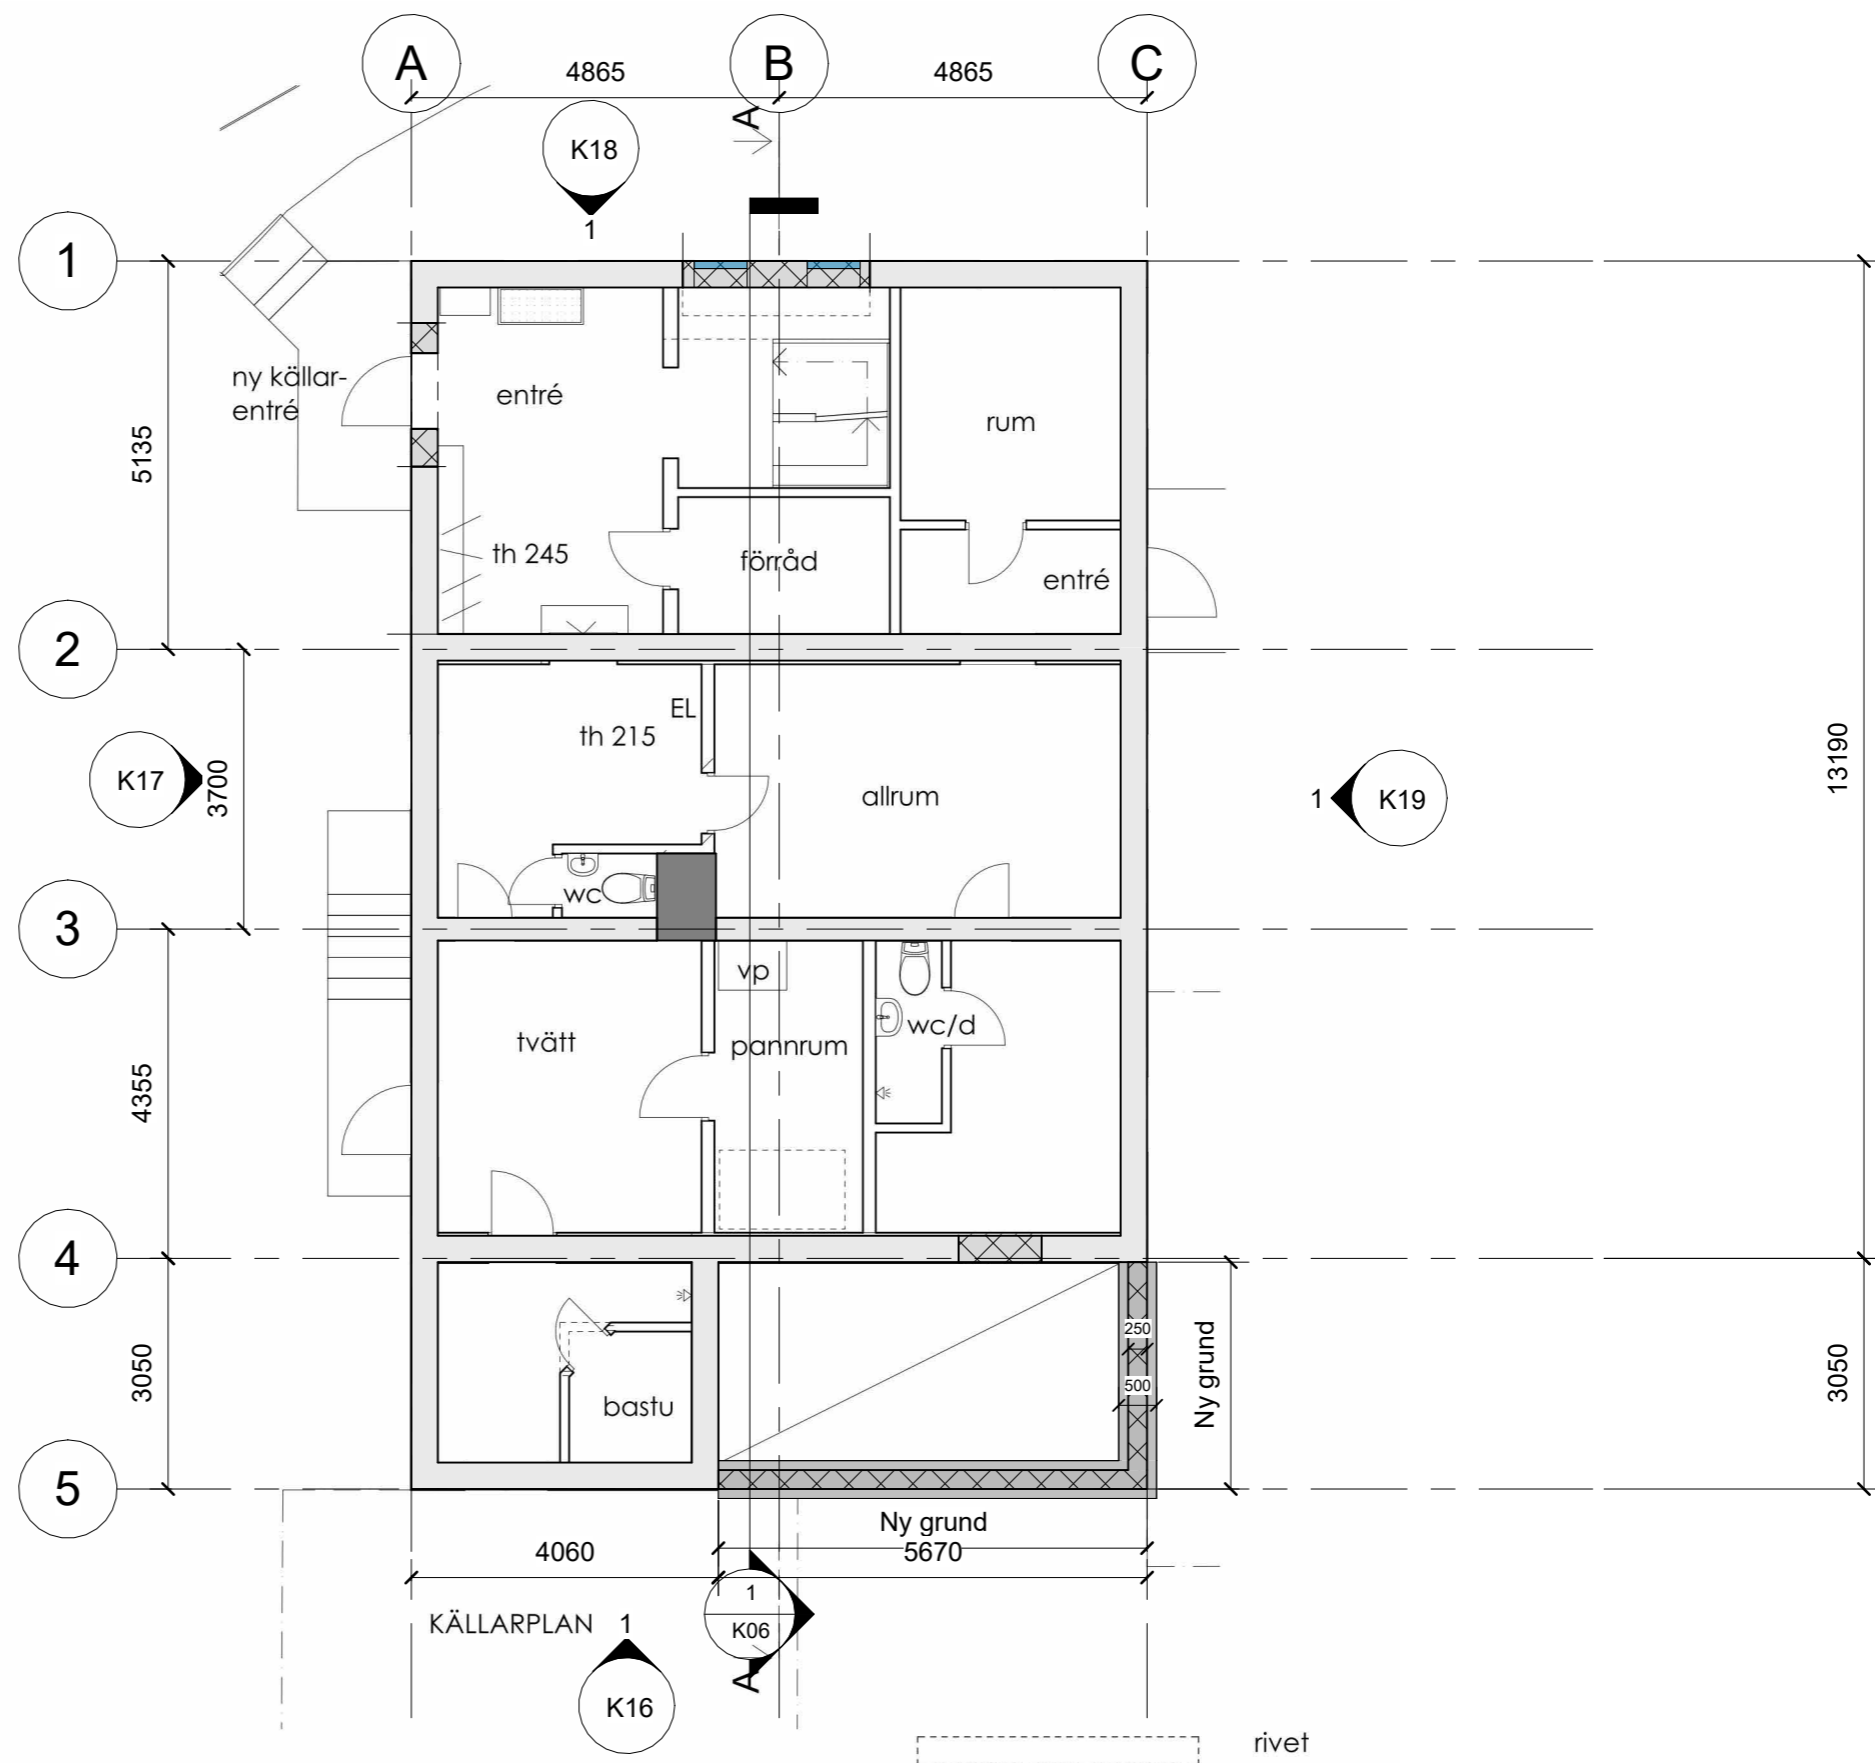 A
4865
B
4865
C
A
K18
1
1
ny källar-
entré
entré
rum
5135
th 245
förråd
entré
2
EL
th 215
K17
3700
allrum
1
K19
13190
wc
3
vp
tvätt
pannrum
wc/d
4355
4
250
500
Ny grund
3050
3050
bastu
5
Ny grund
4060
5670
1
K06
KÄLLARPLAN
1
A
K16
rivet